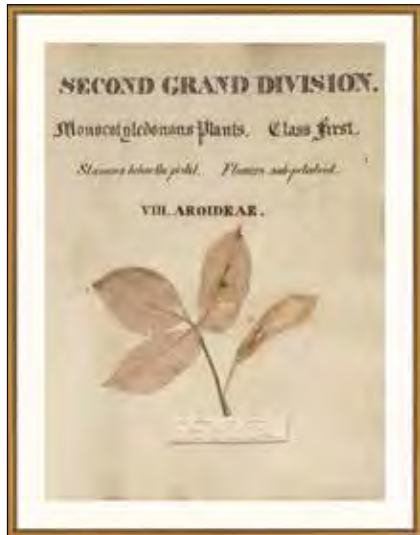 SECOND GRAND DIVISION.
Monocotyledonous Plants. Class First.
Stamens below the pistil. Flowers sub-petaloid.
VIII. AROIDEAE.